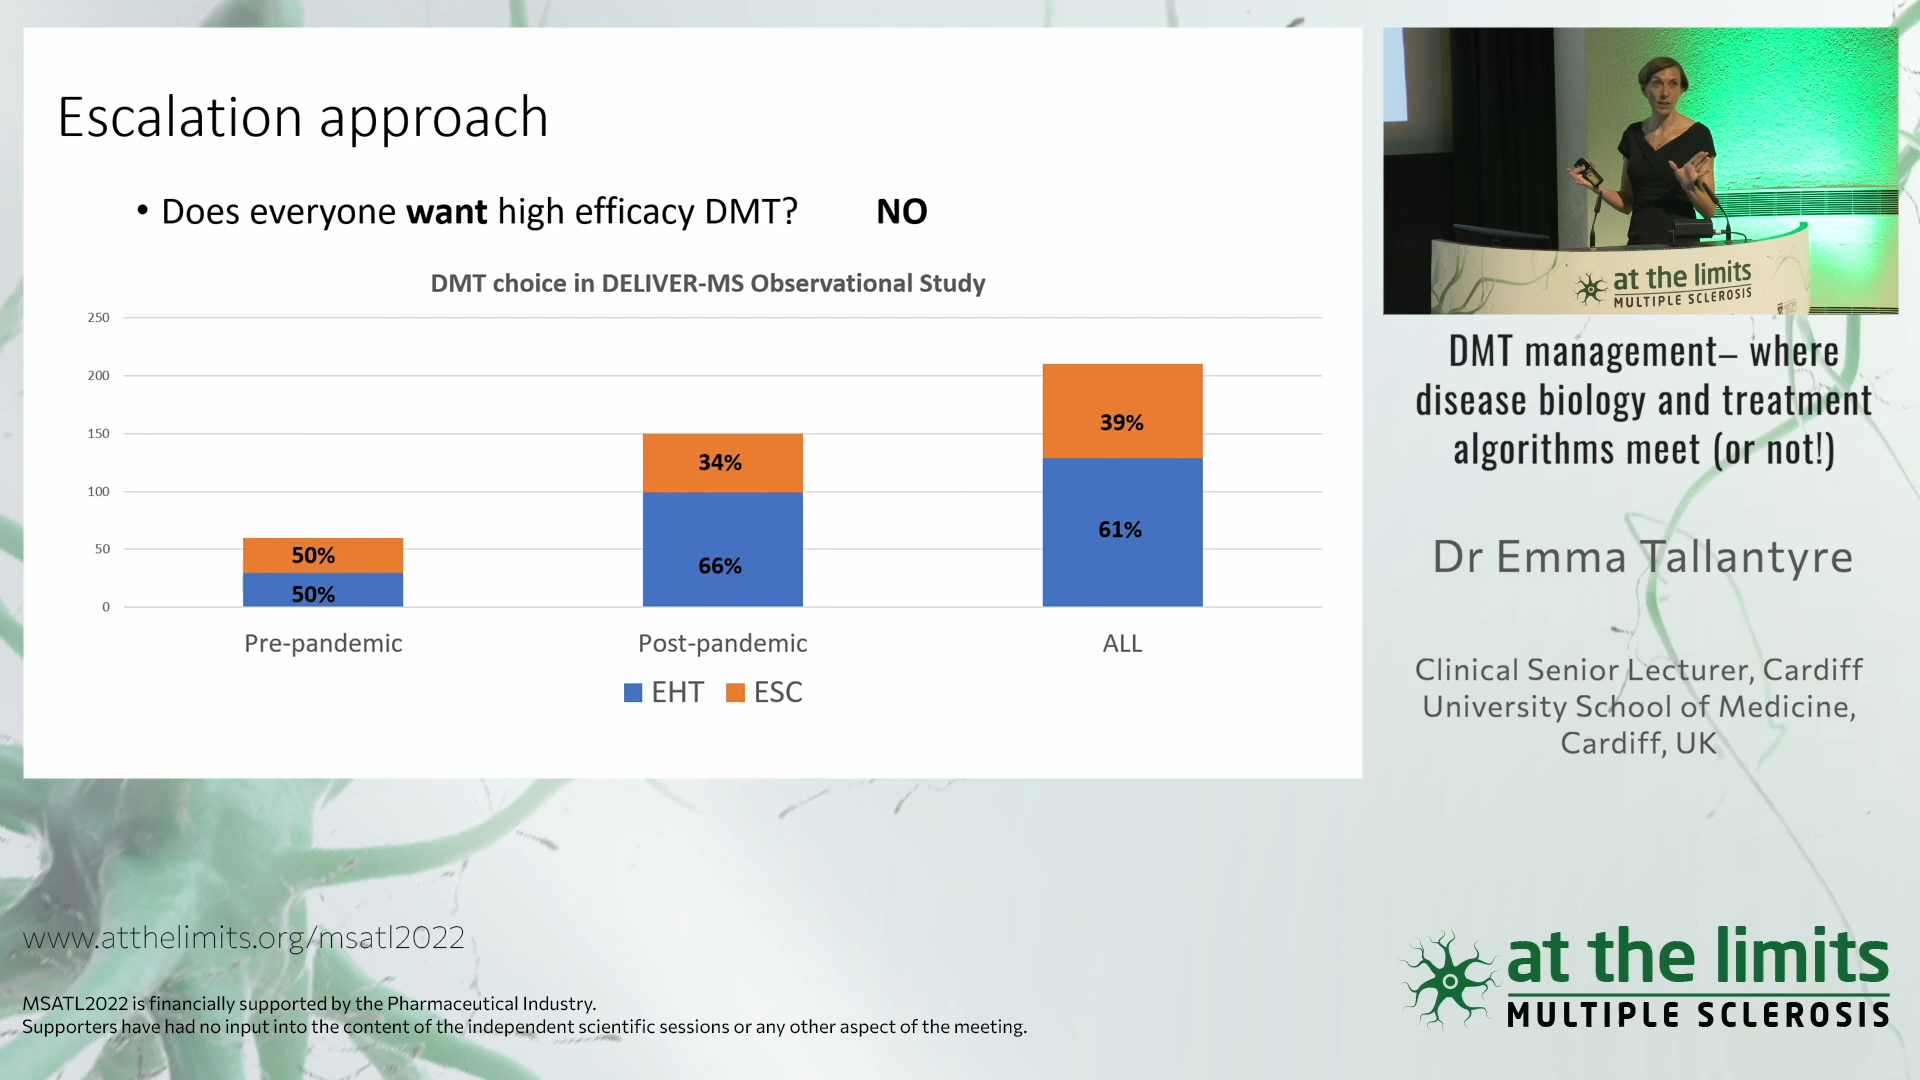 Escalation approach
• Does everyone want high efficacy DMT? NO
DMT choice in DELIVER-MS Observational Study
250
200
150
100
50
0
50%
50%
34%
66%
39%
61%
Pre-pandemic
Post-pandemic
ALL
EHT
ESC
at the limits
MULTIPLE SCLEROSIS
DMT management– where
disease biology and treatment
algorithms meet (or not!)
Dr Emma Tallantyre
Clinical Senior Lecturer, Cardiff
University School of Medicine,
Cardiff, UK
www.atthelimits.org/msatl2022
MSATL2022 is financially supported by the Pharmaceutical Industry.
Supporters have had no input into the content of the independent scientific sessions or any other aspect of the meeting.
at the limits
MULTIPLE SCLEROSIS